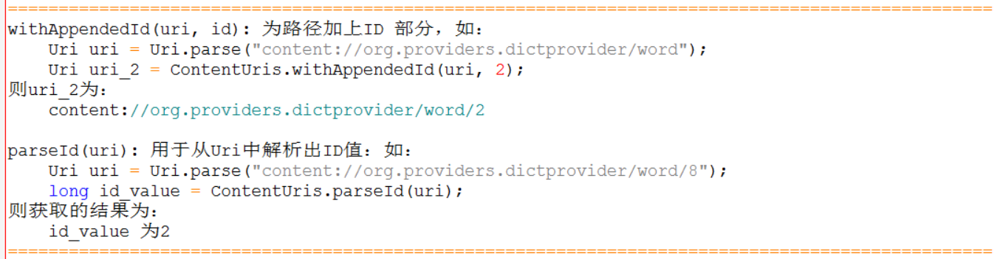 =================================================================================================
withAppendedId(uri, id): 为路径加上ID 部分，如：
    Uri uri = Uri.parse("content://org.providers.dictprovider/word");
    Uri uri_2 = ContentUris.withAppendedId(uri, 2);
则uri_2为：
    content://org.providers.dictprovider/word/2

parseId(uri): 用于从Uri中解析出ID值：如：
    Uri uri = Uri.parse("content://org.providers.dictprovider/word/8");
    long id_value = ContentUris.parseId(uri);
则获取的结果为：
    id_value 为2
=================================================================================================